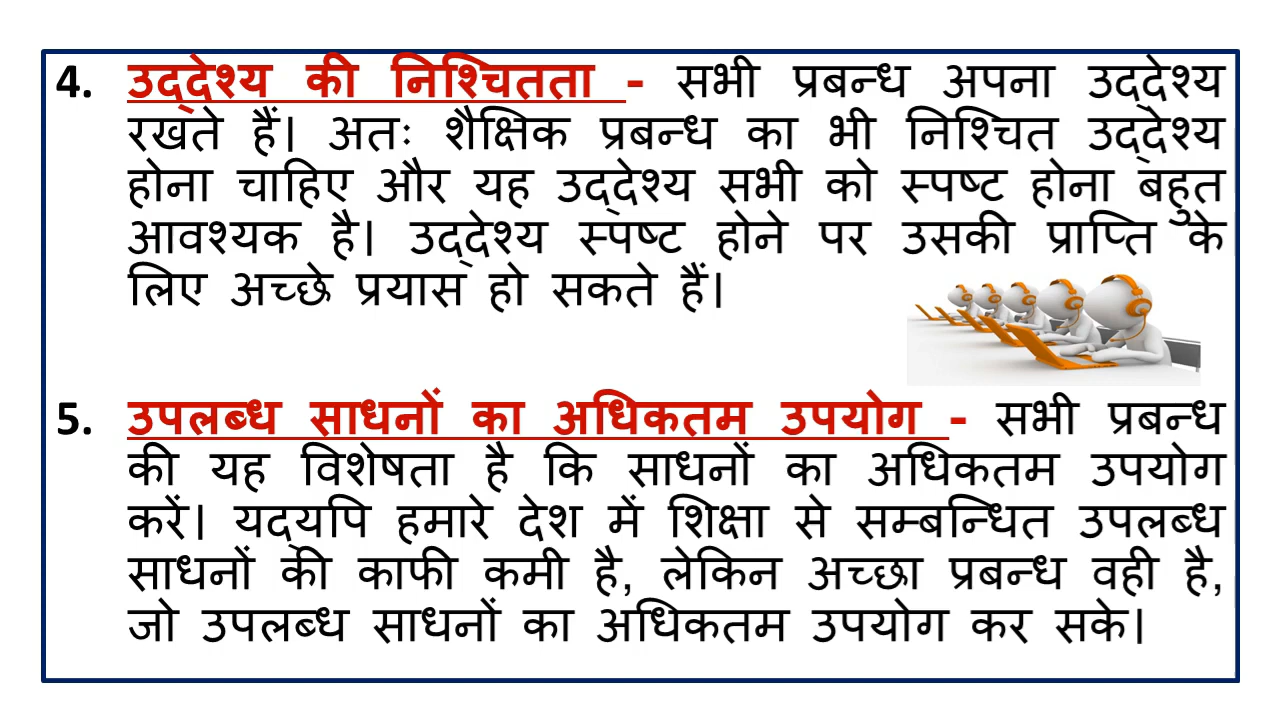 4. उद्देश्य की निश्चितता - सभी प्रबन्ध अपना उद्देश्य
रखते हैं। अतः शैक्षिक प्रबन्ध का भी निश्चित उद्देश्य
होना चाहिए और यह उद्देश्य सभी को स्पष्ट होना बहुत
आवश्यक है। उद्देश्य स्पष्ट होने पर उसकी प्राप्ति के
लिए अच्छे प्रयास हो सकते हैं।
5. उपलब्ध साधनों का अधिकतम उपयोग - सभी प्रबन्ध
की यह विशेषता है कि साधनों का अधिकतम उपयोग
करें। यद्यपि हमारे देश में शिक्षा से सम्बन्धित उपलब्ध
साधनों की काफी कमी है, लेकिन अच्छा प्रबन्ध वही है,
जो उपलब्ध साधनों का अधिकतम उपयोग कर सके।